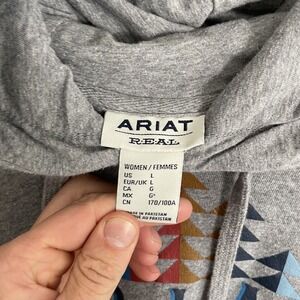 ARIAT
REAL
WOMEN / FEMMES
US L
EUR/UK L
CA G
MX G*
CN 170/100A
MADE IN PAKISTAN